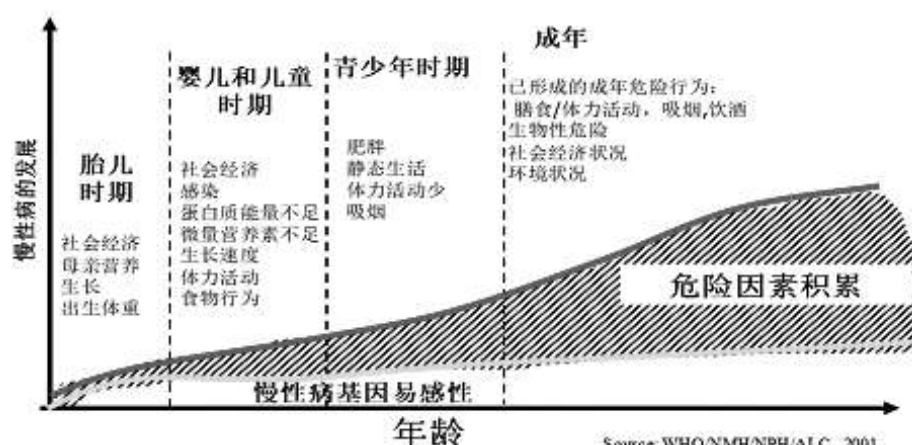 慢性病的发展
胎儿
时期
社会经济
母亲营养
生长
出生体重
婴儿和儿童
时期
社会经济
感染
蛋白质能量不足
微量营养素不足
生长速度
体力活动
食物行为
青少年时期
肥胖
静态生活
体力活动少
吸烟
成年
已形成的成年危险行为:
膳食/体力活动，吸烟,饮酒
生物性危险
社会经济状况
环境状况
危险因素积累
慢性病基因易感性
年龄
Source: WHO/NMH/NPH/ALC, 2001